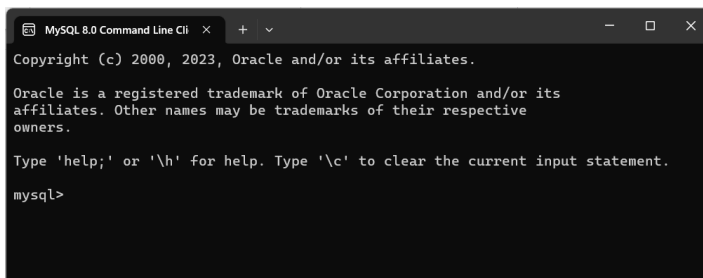 MySQL 8.0 Command Line Cli
Copyright (c) 2000, 2023, Oracle and/or its affiliates.
Oracle is a registered trademark of Oracle Corporation and/or its
affiliates. Other names may be trademarks of their respective
owners.
Type 'help;' or '\h' for help. Type '\c' to clear the current input statement.
mysql>